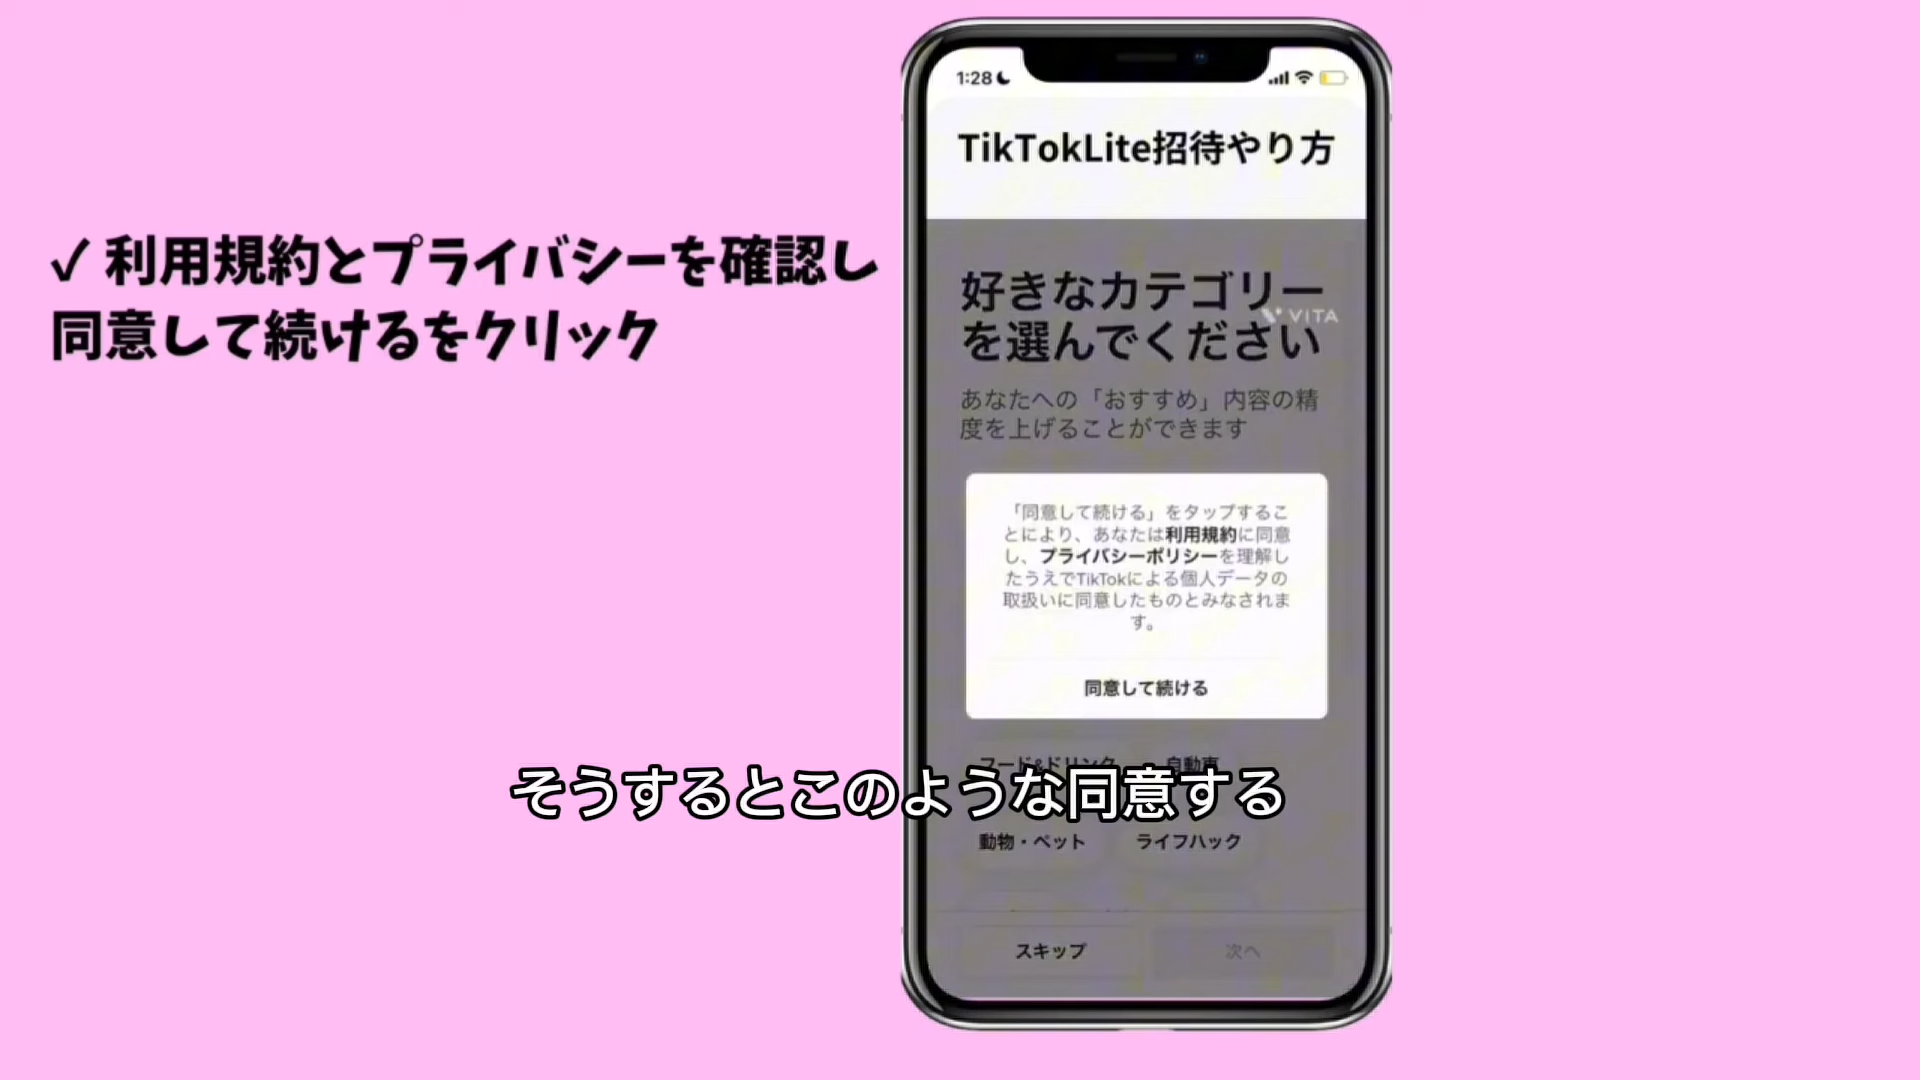 ✓ 利用規約とプライバシーを確認し
同意して続けるをクリック
1:28
TikTokLite招待やり方
好きなカテゴリー
を選んでください
VITA
あなたへの「おすすめ」内容の精
度を上げることができます
「同意して続ける」をタップするこ
とにより、あなたは利用規約に同意
し、プライバシーポリシーを理解し
たうえでTikTokによる個人データの
取扱いに同意したものとみなされま
す。
同意して続ける
フード&ドリンク 自動車
そうするとこのような同意する
動物・ペット ライフハック
スキップ 次へ